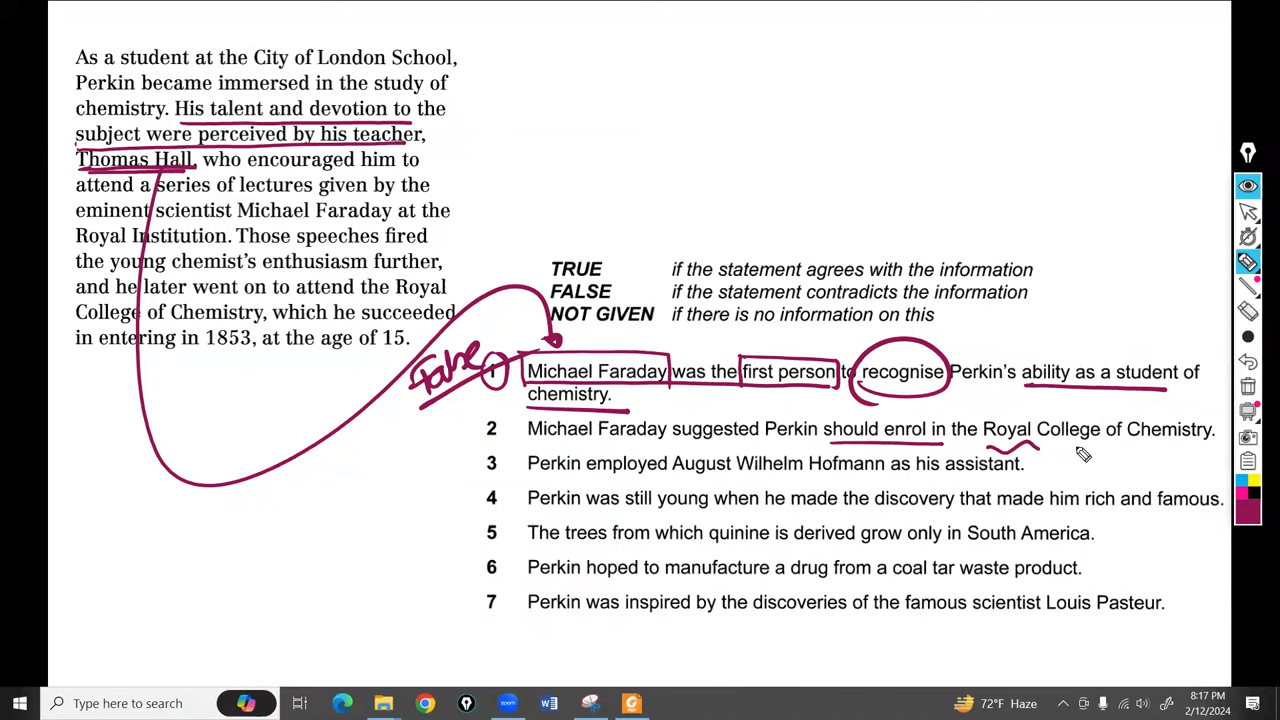 As a student at the City of London School,
Perkin became immersed in the study of
chemistry. His talent and devotion to the
subject were perceived by his teacher,
Thomas Hall, who encouraged him to
attend a series of lectures given by the
eminent scientist Michael Faraday at the
Royal Institution. Those speeches fired
the young chemist's enthusiasm further,
and he later went on to attend the Royal
College of Chemistry, which he succeeded
in entering in 1853, at the age of 15.
TRUE if the statement agrees with the information
FALSE if the statement contradicts the information
NOT GIVEN if there is no information on this
False
1 Michael Faraday was the first person to recognise Perkin's ability as a student of
chemistry.
2 Michael Faraday suggested Perkin should enrol in the Royal College of Chemistry.
3 Perkin employed August Wilhelm Hofmann as his assistant.
4 Perkin was still young when he made the discovery that made him rich and famous.
5 The trees from which quinine is derived grow only in South America.
6 Perkin hoped to manufacture a drug from a coal tar waste product.
7 Perkin was inspired by the discoveries of the famous scientist Louis Pasteur.
Type here to search
zoom
72°F Haze
8:17 PM
2/12/2024